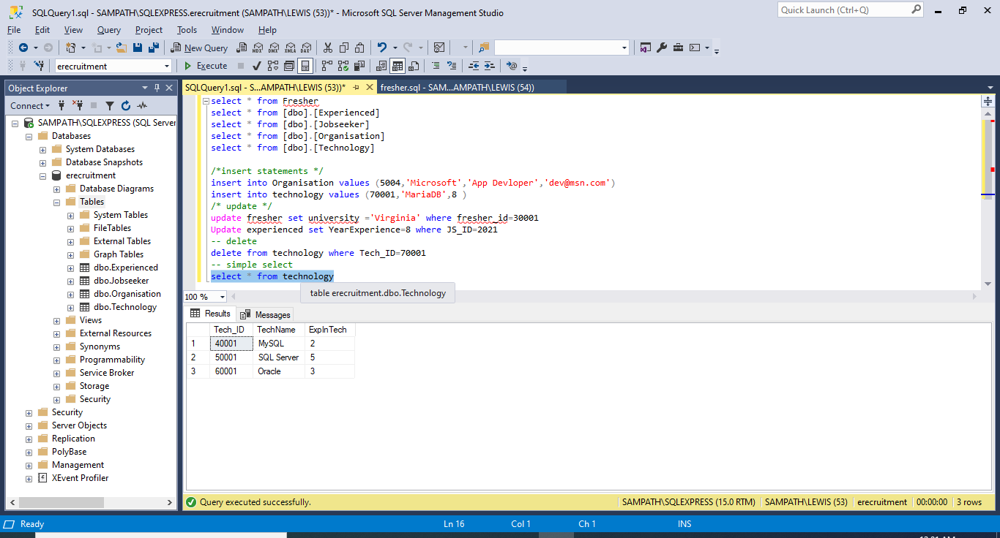 SQLQuery1.sql - SAMPATH\SQLEXPRESS.erecruitment (SAMPATH\LEWIS (53))* - Microsoft SQL Server Management Studio
Quick Launch (Ctrl+Q)
File Edit View Query Project Tools Window Help
New Query MDX DMX XMLA DAX
erecruitment Execute
Object Explorer
Connect
SAMPATH\SQLEXPRESS (SQL Server
Databases
System Databases
Database Snapshots
erecruitment
Database Diagrams
Tables
System Tables
FileTables
External Tables
Graph Tables
dbo.Experienced
dbo.Jobseeker
dbo.Organisation
dbo.Technology
Views
External Resources
Synonyms
Programmability
Service Broker
Storage
Security
Security
Server Objects
Replication
PolyBase
Management
XEvent Profiler
SQLQuery1.sql - S...AMPATH\LEWIS (53))* fresher.sql - SAM...AMPATH\LEWIS (54))
select * from Fresher
select * from [dbo].[Experienced]
select * from [dbo].[Jobseeker]
select * from [dbo].[Organisation]
select * from [dbo].[Technology]
/*insert statements */
insert into Organisation values (5004,'Microsoft','App Devloper','dev@msn.com')
insert into technology values (70001,'MariaDB',8 )
/* update */
update fresher set university ='Virginia' where fresher_id=30001
Update experienced set YearExperience=8 where JS_ID=2021
-- delete
delete from technology where Tech_ID=70001
-- simple select
select * from technology
table erecruitment.dbo.Technology
100 %
Results Messages
Tech_ID TechName ExpInTech
1 40001 MySQL 2
2 50001 SQL Server 5
3 60001 Oracle 3
Query executed successfully. SAMPATH\SQLEXPRESS (15.0 RTM) SAMPATH\LEWIS (53) erecruitment 00:00:00 3 rows
Ready Ln 16 Col 1 Ch 1 INS